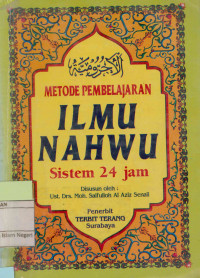 الآجرومية
METODE PEMBELAJARAN
ILMU
NAHWU
Sistem 24 jam
Disusun oleh :
Ust. Drs. Moh. Saifulloh Al Aziz Senali
Penerbit
TERBIT TERANG
Surabaya